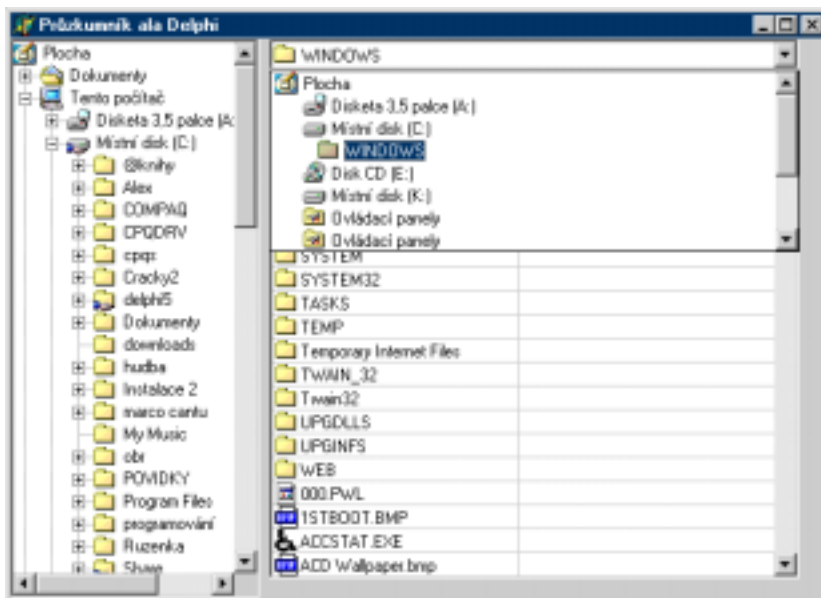 Průzkumník ala Delphi
Plocha
Dokumenty
Tento počítač
Disketa 3,5 palce (A:
Místní disk (C:)
@knihy
Alex
COMPAQ
CPQDRV
cpqs
Cracky2
delphi5
Dokumenty
downloads
hudba
Instalace 2
marco cantu
My Music
obr
POVIDKY
Program Files
programování
Ruzenka
Share
WINDOWS
Plocha
Disketa 3,5 palce (A:)
Místní disk (C:)
WINDOWS
Disk CD (E:)
Místní disk (K:)
Ovládací panely
Ovládací panely
SYSTEM
SYSTEM32
TASKS
TEMP
Temporary Internet Files
TWAIN_32
Twain32
UPGDLLS
UPGINFS
WEB
000.PWL
1STBOOT.BMP
ACCSTAT.EXE
ACD Wallpaper.bmp